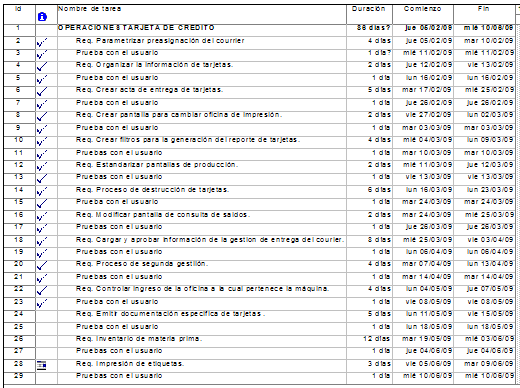 Id Nombre de tarea Duración Comienzo Fin
1 OPERACIONES TARJETA DE CREDITO 86 días? jue 05/02/09 mié 10/06/09
2 Req. Parametrizar preasignación del courrier 4 días jue 05/02/09 mar 10/02/09
3 Prueba con el usuario 1 día? mié 11/02/09 mié 11/02/09
4 Req. Organizar la información de tarjetas. 2 días jue 12/02/09 vie 13/02/09
5 Prueba con el usuario 1 día lun 16/02/09 lun 16/02/09
6 Req. Crear acta de entrega de tarjetas. 7 días mar 17/02/09 mié 25/02/09
7 Prueba con el usuario 1 día jue 26/02/09 jue 26/02/09
8 Req. Crear pantalla para cambiar oficina de impresión. 2 días vie 27/02/09 lun 02/03/09
9 Prueba con el usuario 1 día mar 03/03/09 mar 03/03/09
10 Req. Crear filtros para la generación del reporte de tarjetas. 4 días mié 04/03/09 lun 09/03/09
11 Pruebas con el usuario 1 día mar 10/03/09 mar 10/03/09
12 Req. Estandarizar pantallas de producción. 2 días mié 11/03/09 jue 12/03/09
13 Pruebas con el usuario 1 día vie 13/03/09 vie 13/03/09
14 Req. Proceso de destrucción de tarjetas. 6 días lun 16/03/09 lun 23/03/09
15 Prueba con el usuario 1 día mar 24/03/09 mar 24/03/09
16 Req. Modificar pantalla de consulta de saldos. 2 días mar 24/03/09 mié 25/03/09
17 Pruebas con el usuario 1 día jue 26/03/09 jue 26/03/09
18 Req. Cargar y aprobar información de la gestion de entrega del courier. 8 días mié 25/03/09 vie 03/04/09
19 Pruebas con el usuario 1 día lun 06/04/09 lun 06/04/09
20 Req. Proceso de segunda gestión. 4 días mar 07/04/09 lun 13/04/09
21 Pruebas con el usuario 1 día mar 14/04/09 mar 14/04/09
22 Req. Controlar ingreso de la oficina a la cual pertenece la máquina. 4 días lun 04/05/09 jue 07/05/09
23 Prueba con el usuario 1 día vie 08/05/09 vie 08/05/09
24 Req. Emitir documentación especifica de tarjetas . 5 días lun 11/05/09 vie 15/05/09
25 Pruebas con el usuario 1 día lun 18/05/09 lun 18/05/09
26 Req. Inventario de materia prima. 12 días mar 19/05/09 mié 03/06/09
27 Pruebas con el usuario 1 día jue 04/06/09 jue 04/06/09
28 Req. Impresión de etiquetas. 3 días vie 05/06/09 mar 09/06/09
29 Pruebas con el usuario 1 día mié 10/06/09 mié 10/06/09